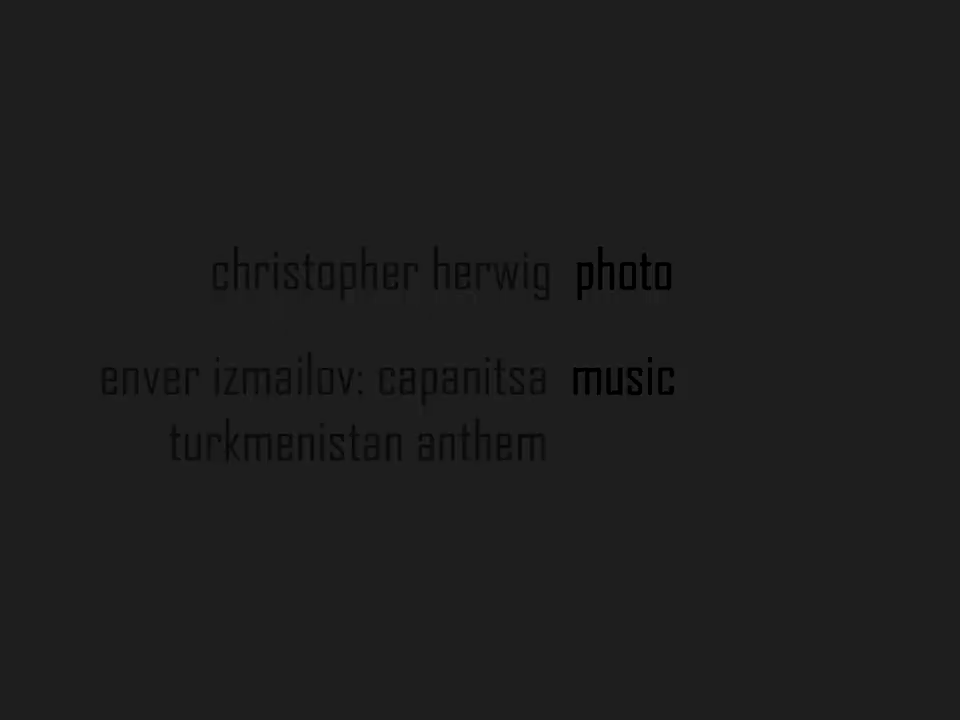 christopher herwig photo
enver izmailov: capanitsa music
turkmenistan anthem